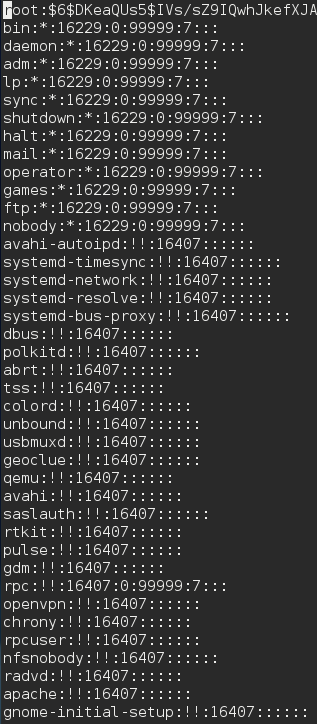 root:$6$DKeaQUs5$IVs/sZ9IQwhJkefXJA
bin:*:16229:0:99999:7:::
daemon:*:16229:0:99999:7:::
adm:*:16229:0:99999:7:::
lp:*:16229:0:99999:7:::
sync:*:16229:0:99999:7:::
shutdown:*:16229:0:99999:7:::
halt:*:16229:0:99999:7:::
mail:*:16229:0:99999:7:::
operator:*:16229:0:99999:7:::
games:*:16229:0:99999:7:::
ftp:*:16229:0:99999:7:::
nobody:*:16229:0:99999:7:::
avahi-autoipd:!!:16407::::::
systemd-timesync:!!:16407::::::
systemd-network:!!:16407::::::
systemd-resolve:!!:16407::::::
systemd-bus-proxy:!!:16407::::::
dbus:!!:16407::::::
polkitd:!!:16407::::::
abrt:!!:16407::::::
tss:!!:16407::::::
colord:!!:16407::::::
unbound:!!:16407::::::
usbmuxd:!!:16407::::::
geoclue:!!:16407::::::
qemu:!!:16407::::::
avahi:!!:16407::::::
saslauth:!!:16407::::::
rtkit:!!:16407::::::
pulse:!!:16407::::::
gdm:!!:16407::::::
rpc:!!:16407:0:99999:7:::
openvpn:!!:16407::::::
chrony:!!:16407::::::
rpcuser:!!:16407::::::
nfsnobody:!!:16407::::::
radvd:!!:16407::::::
apache:!!:16407::::::
gnome-initial-setup:!!:16407::::::